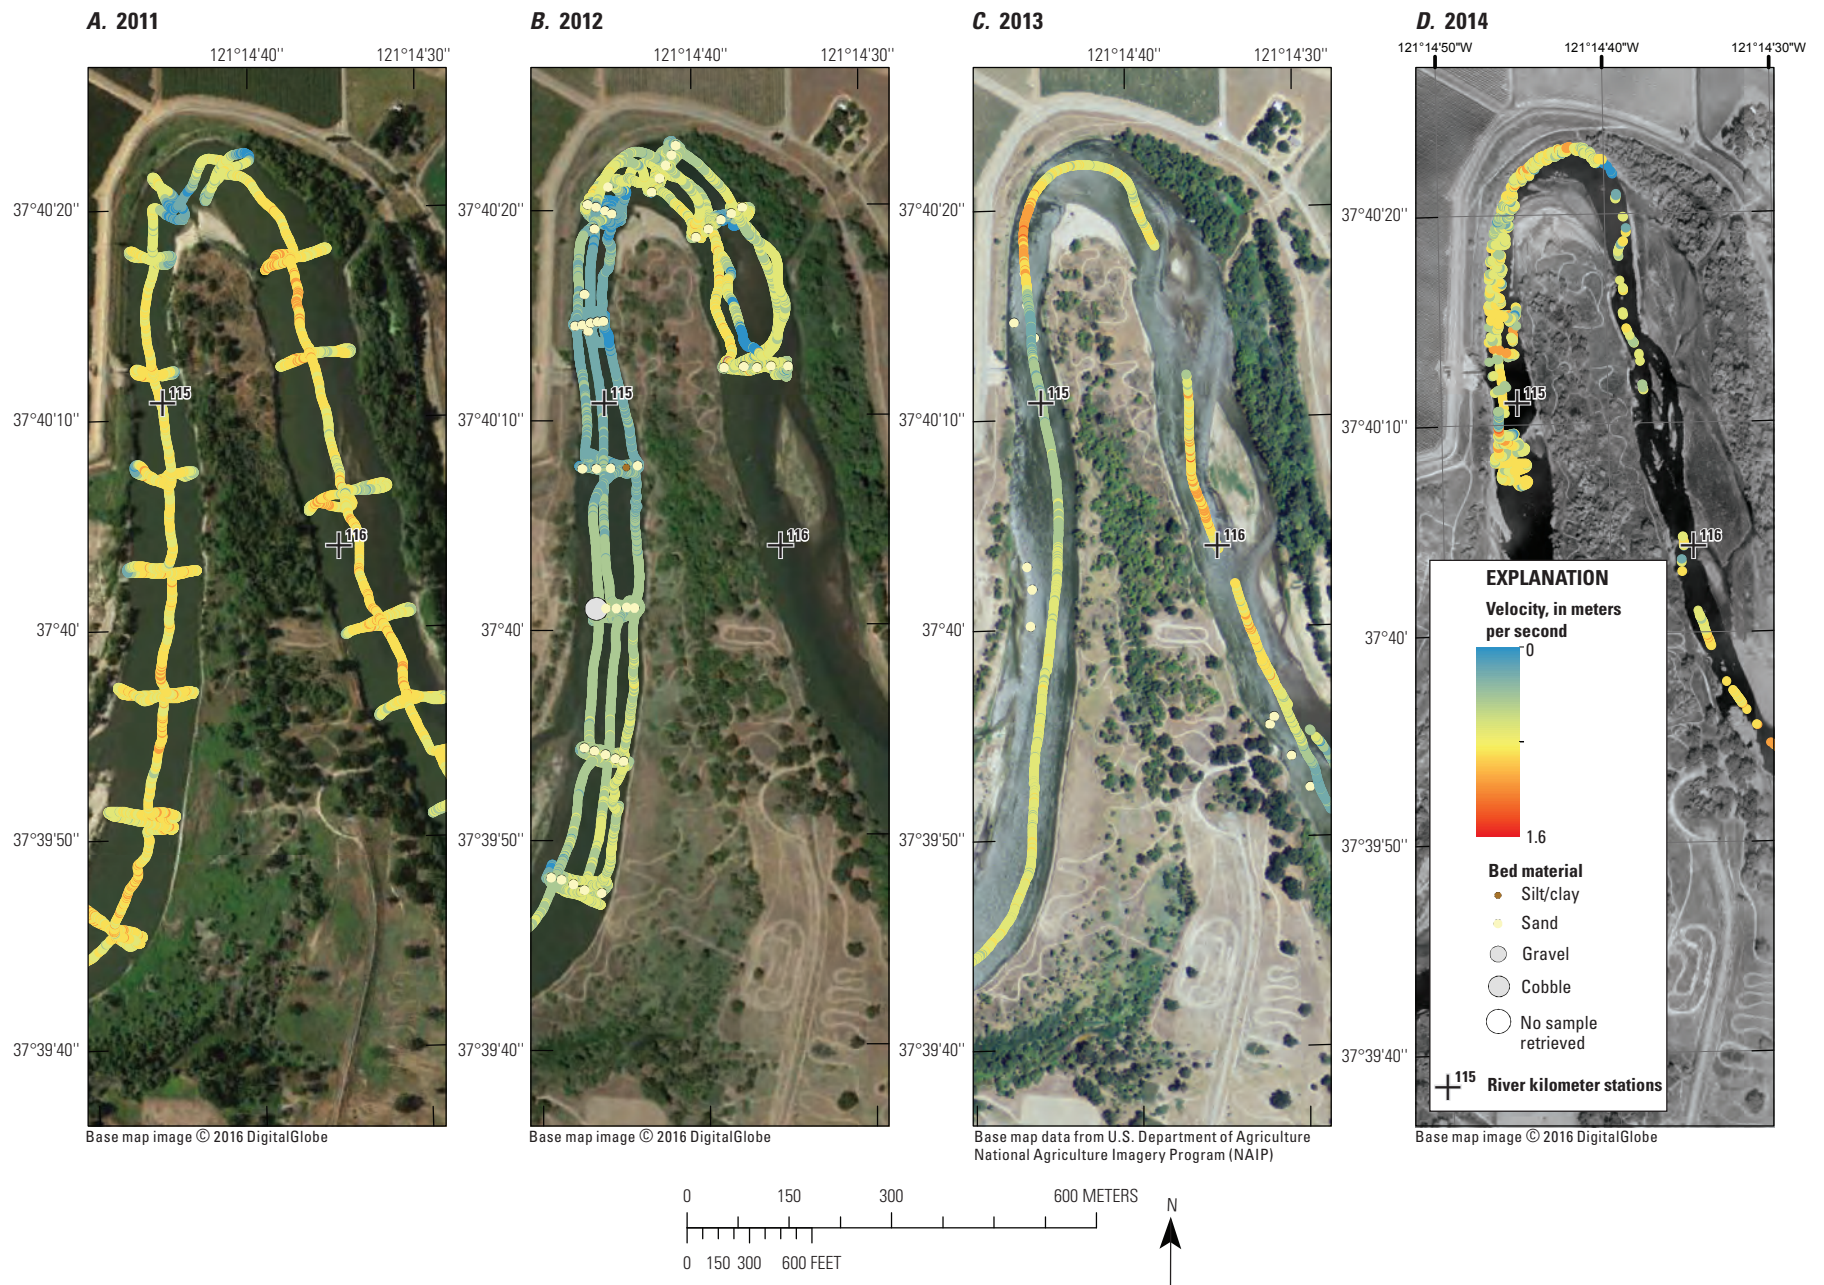 A. 2011
B. 2012
C. 2013
D. 2014
121°14'40''
121°14'30''
121°14'40''
121°14'30''
121°14'40''
121°14'30''
121°14'50"W
121°14'40"W
121°14'30"W
37°40'20''
37°40'10''
37°40'
37°39'50''
37°39'40''
115
116
Base map image © 2016 DigitalGlobe
37°40'20''
37°40'10''
37°40'
37°39'50''
37°39'40''
115
116
Base map image © 2016 DigitalGlobe
37°40'20''
37°40'10''
37°40'
37°39'50''
37°39'40''
115
116
Base map data from U.S. Department of Agriculture
National Agriculture Imagery Program (NAIP)
37°40'20''
37°40'10''
37°40'
37°39'50''
37°39'40''
115
116
Base map image © 2016 DigitalGlobe
EXPLANATION
Velocity, in meters
per second
0
1.6
Bed material
Silt/clay
Sand
Gravel
Cobble
No sample
retrieved
115
River kilometer stations
0 150 300 600 METERS
0 150 300 600 FEET
N